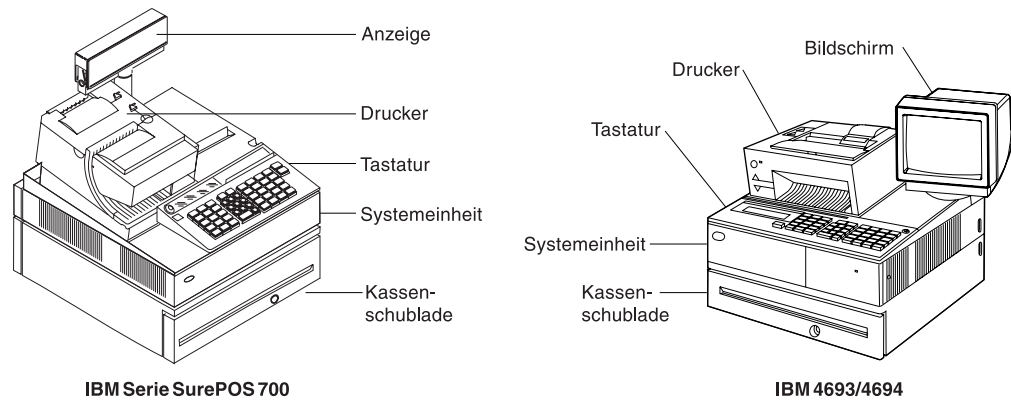 Anzeige
Drucker
Tastatur
Systemeinheit
Kassen-
schublade
IBM Serie SurePOS 700
Bildschirm
Drucker
Tastatur
Systemeinheit
Kassen-
schublade
IBM 4693/4694